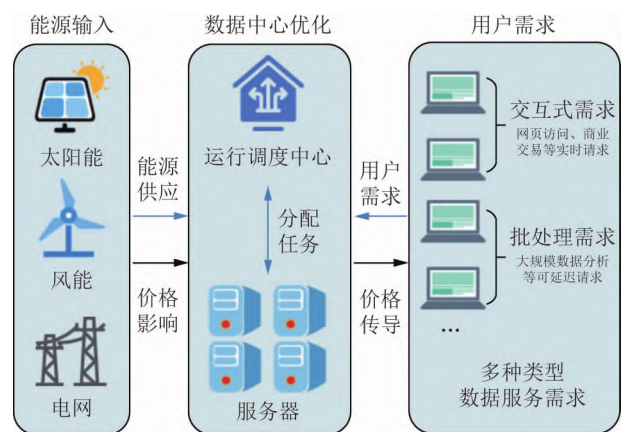 能源输入
数据中心优化
用户需求
太阳能
风能
电网
能源
供应
价格
影响
运行调度中心
分配
任务
服务器
用户
需求
价格
传导
交互式需求
网页访问、商业
交易等实时请求
批处理需求
大规模数据分析
等可延迟请求
...
多种类型
数据服务需求